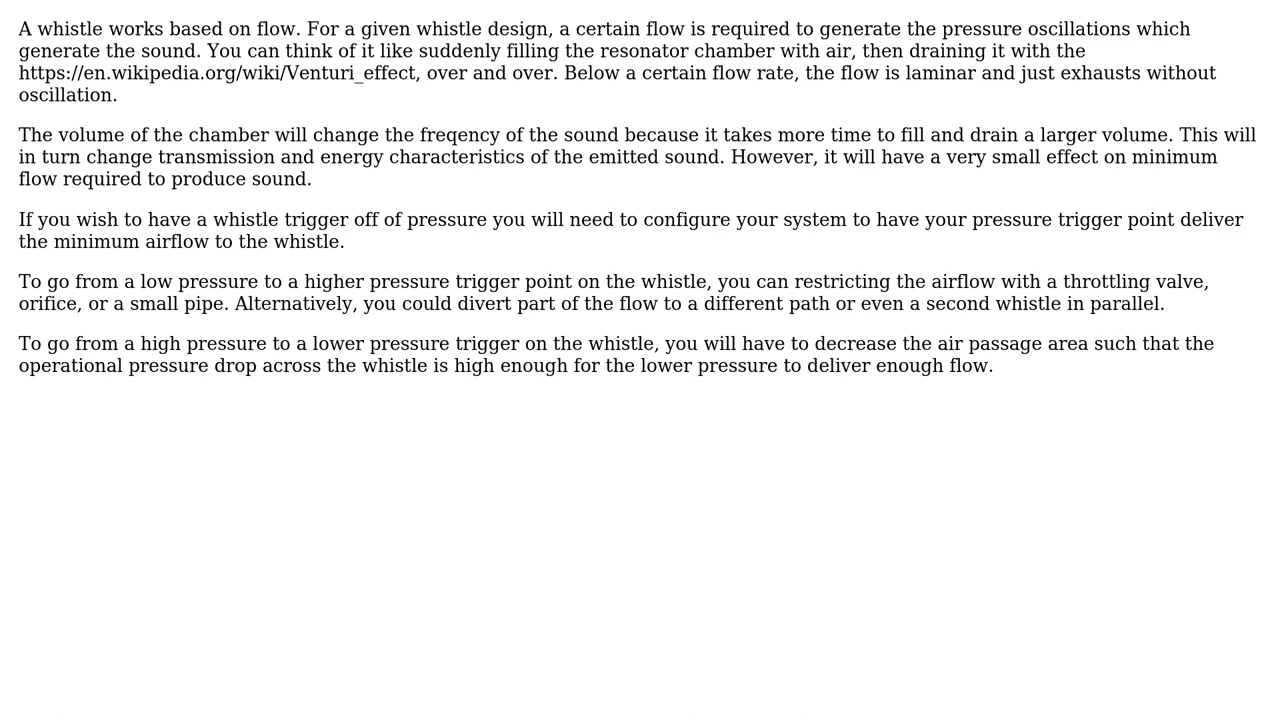 A whistle works based on flow. For a given whistle design, a certain flow is required to generate the pressure oscillations which
generate the sound. You can think of it like suddenly filling the resonator chamber with air, then draining it with the
https://en.wikipedia.org/wiki/Venturi_effect, over and over. Below a certain flow rate, the flow is laminar and just exhausts without
oscillation.
The volume of the chamber will change the freqency of the sound because it takes more time to fill and drain a larger volume. This will
in turn change transmission and energy characteristics of the emitted sound. However, it will have a very small effect on minimum
flow required to produce sound.
If you wish to have a whistle trigger off of pressure you will need to configure your system to have your pressure trigger point deliver
the minimum airflow to the whistle.
To go from a low pressure to a higher pressure trigger point on the whistle, you can restricting the airflow with a throttling valve,
orifice, or a small pipe. Alternatively, you could divert part of the flow to a different path or even a second whistle in parallel.
To go from a high pressure to a lower pressure trigger on the whistle, you will have to decrease the air passage area such that the
operational pressure drop across the whistle is high enough for the lower pressure to deliver enough flow.